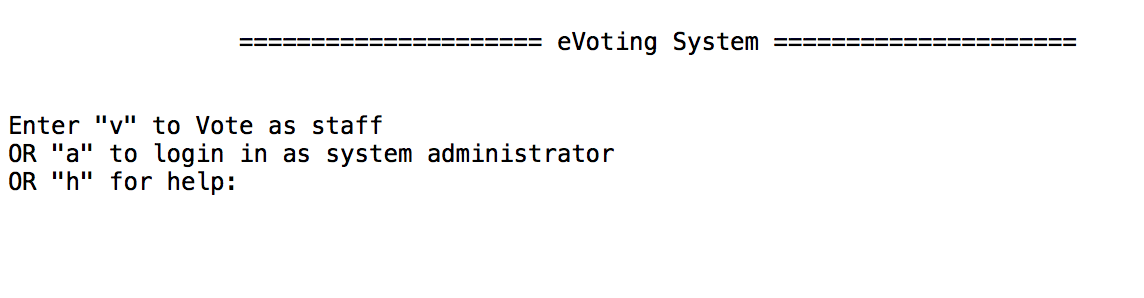 ===================== eVoting System =====================
Enter "v" to Vote as staff
OR "a" to login in as system administrator
OR "h" for help: